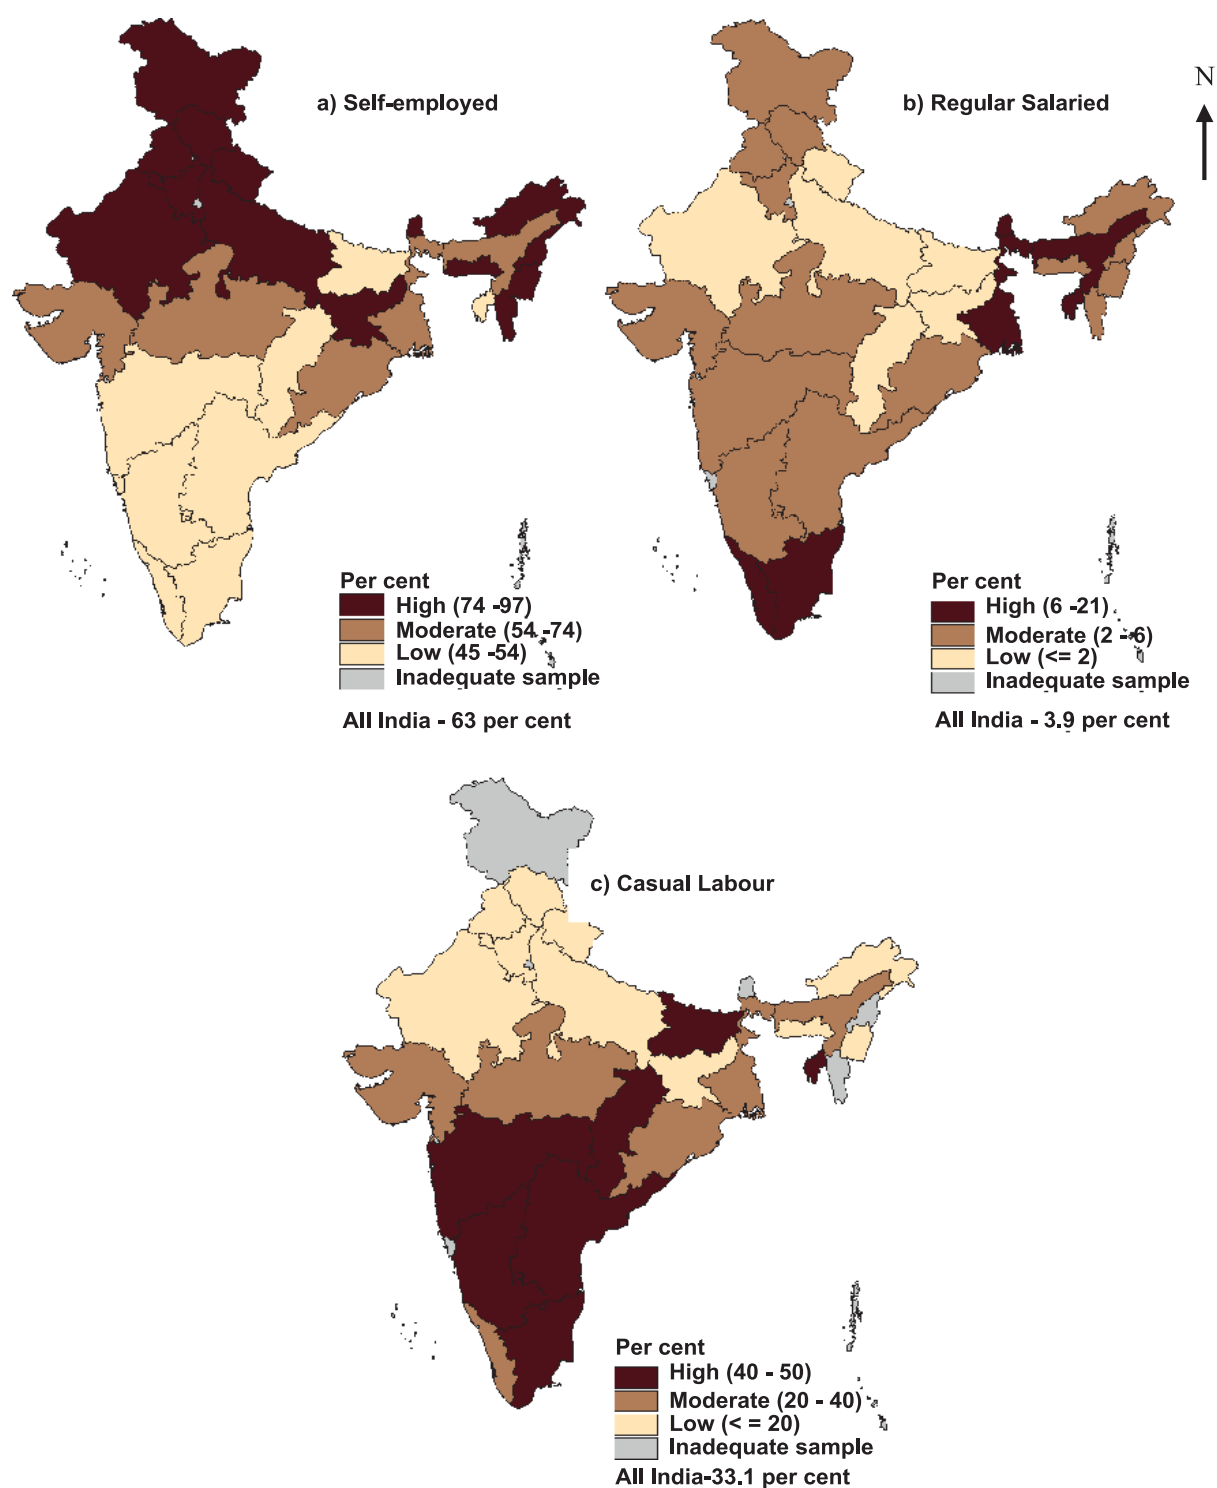 a) Self-employed
Per cent
High (74 -97)
Moderate (54 -74)
Low (45 -54)
Inadequate sample
All India - 63 per cent
b) Regular Salaried
N
Per cent
High (6 -21)
Moderate (2 - 6)
Low (<= 2)
Inadequate sample
All India - 3.9 per cent
c) Casual Labour
Per cent
High (40 - 50)
Moderate (20 - 40)
Low (< = 20)
Inadequate sample
All India-33.1 per cent